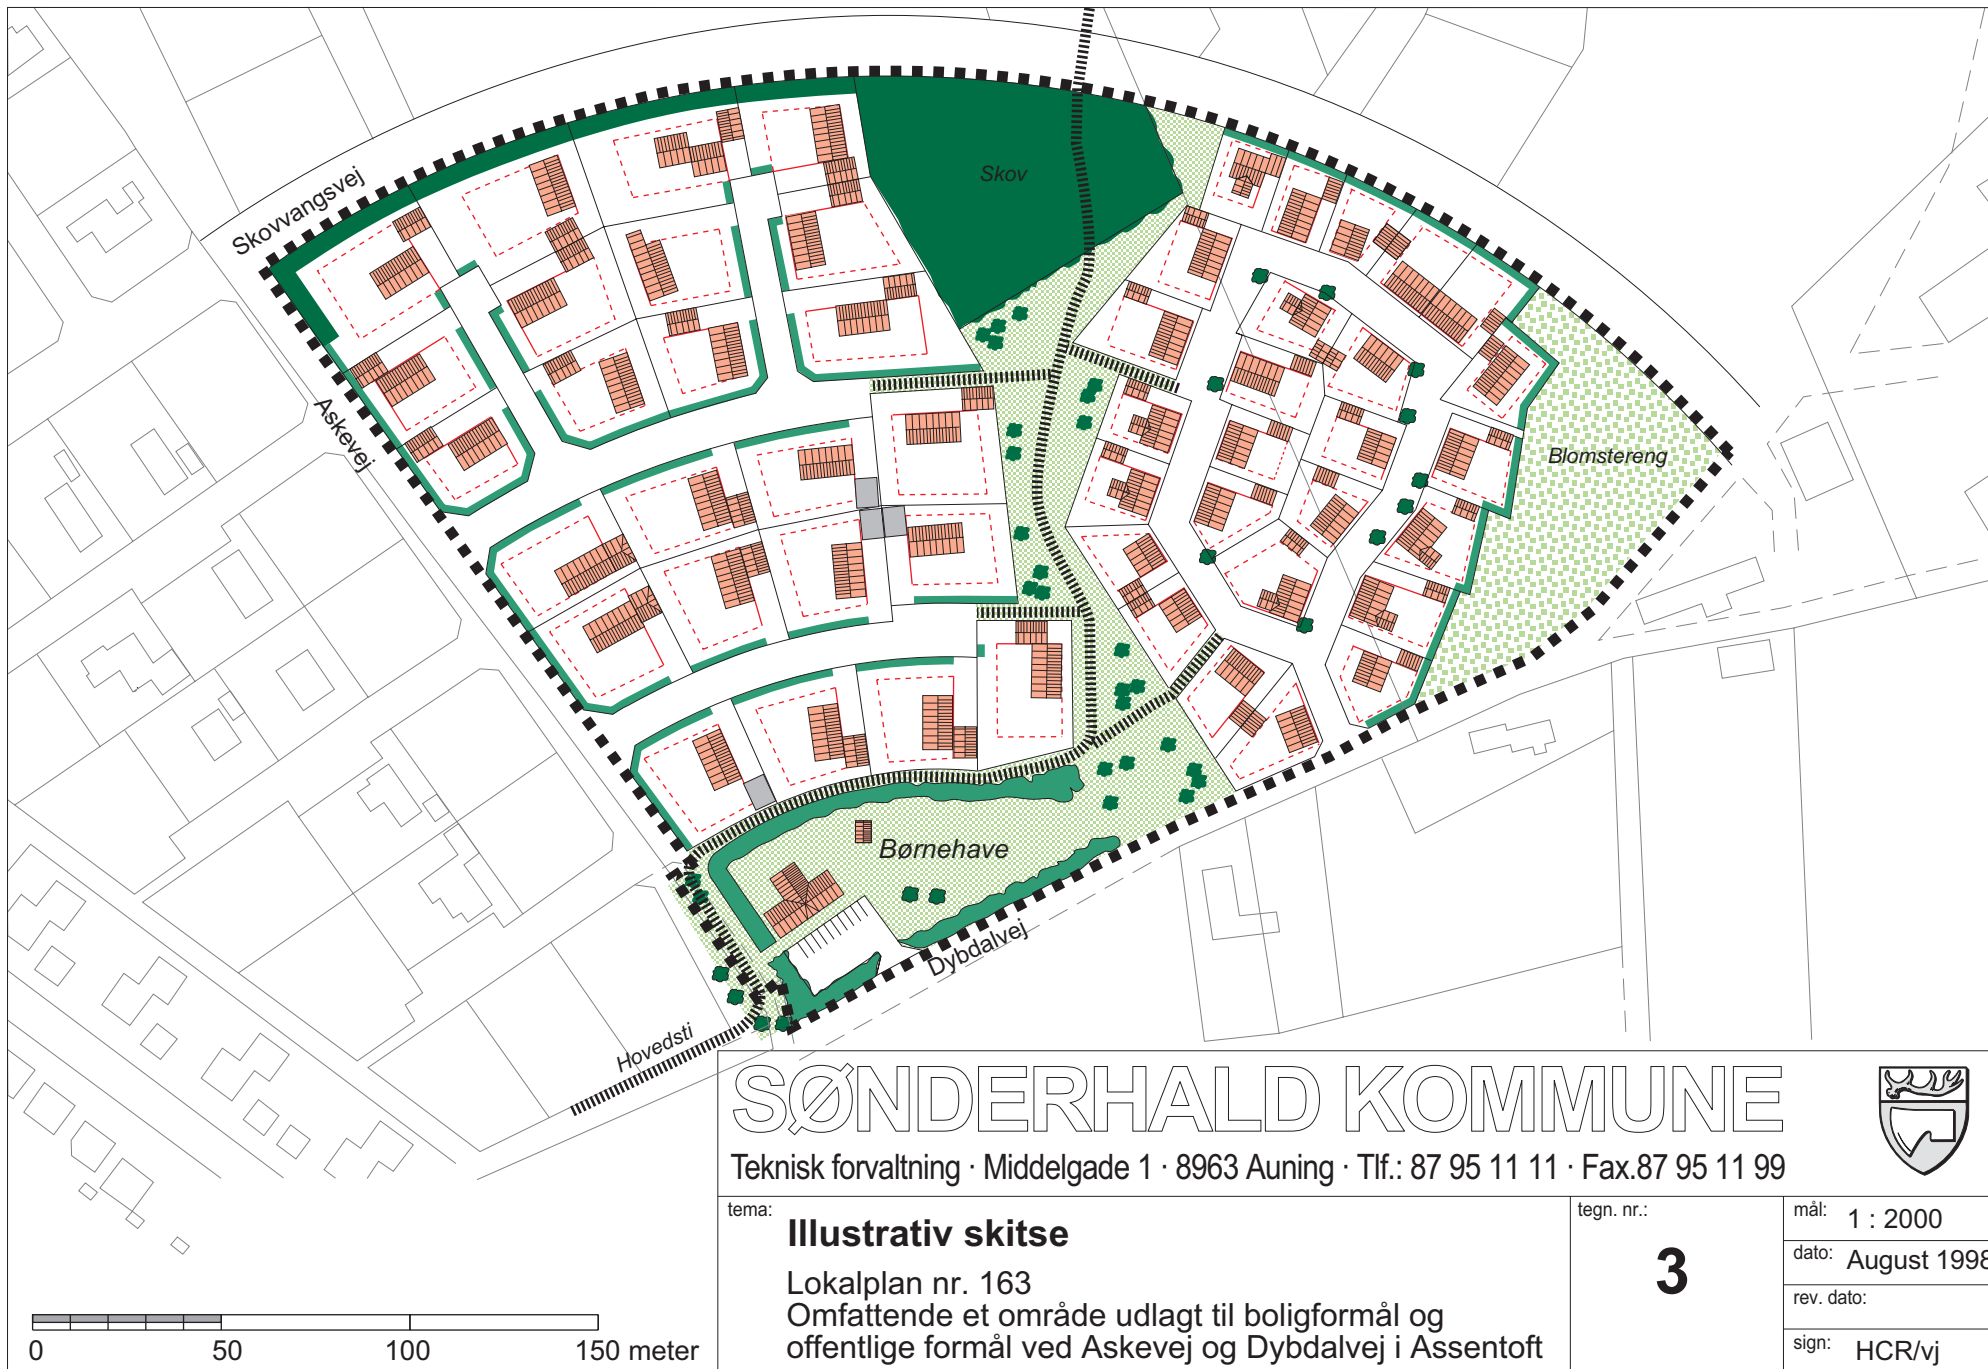 Skovvangsvej
Skov
Askevej
Blomstereng
Børnehave
Dybdalvej
Hovedsti
SØNDERHALD KOMMUNE
Teknisk forvaltning · Middelgade 1 · 8963 Auning · Tlf.: 87 95 11 11 · Fax.87 95 11 99
tema:
Illustrativ skitse
Lokalplan nr. 163
Omfattende et område udlagt til boligformål og
offentlige formål ved Askevej og Dybdalvej i Assentoft
tegn. nr.:
3
mål: 1 : 2000
dato: August 1998
rev. dato:
sign: HCR/vj
0 50 100 150 meter